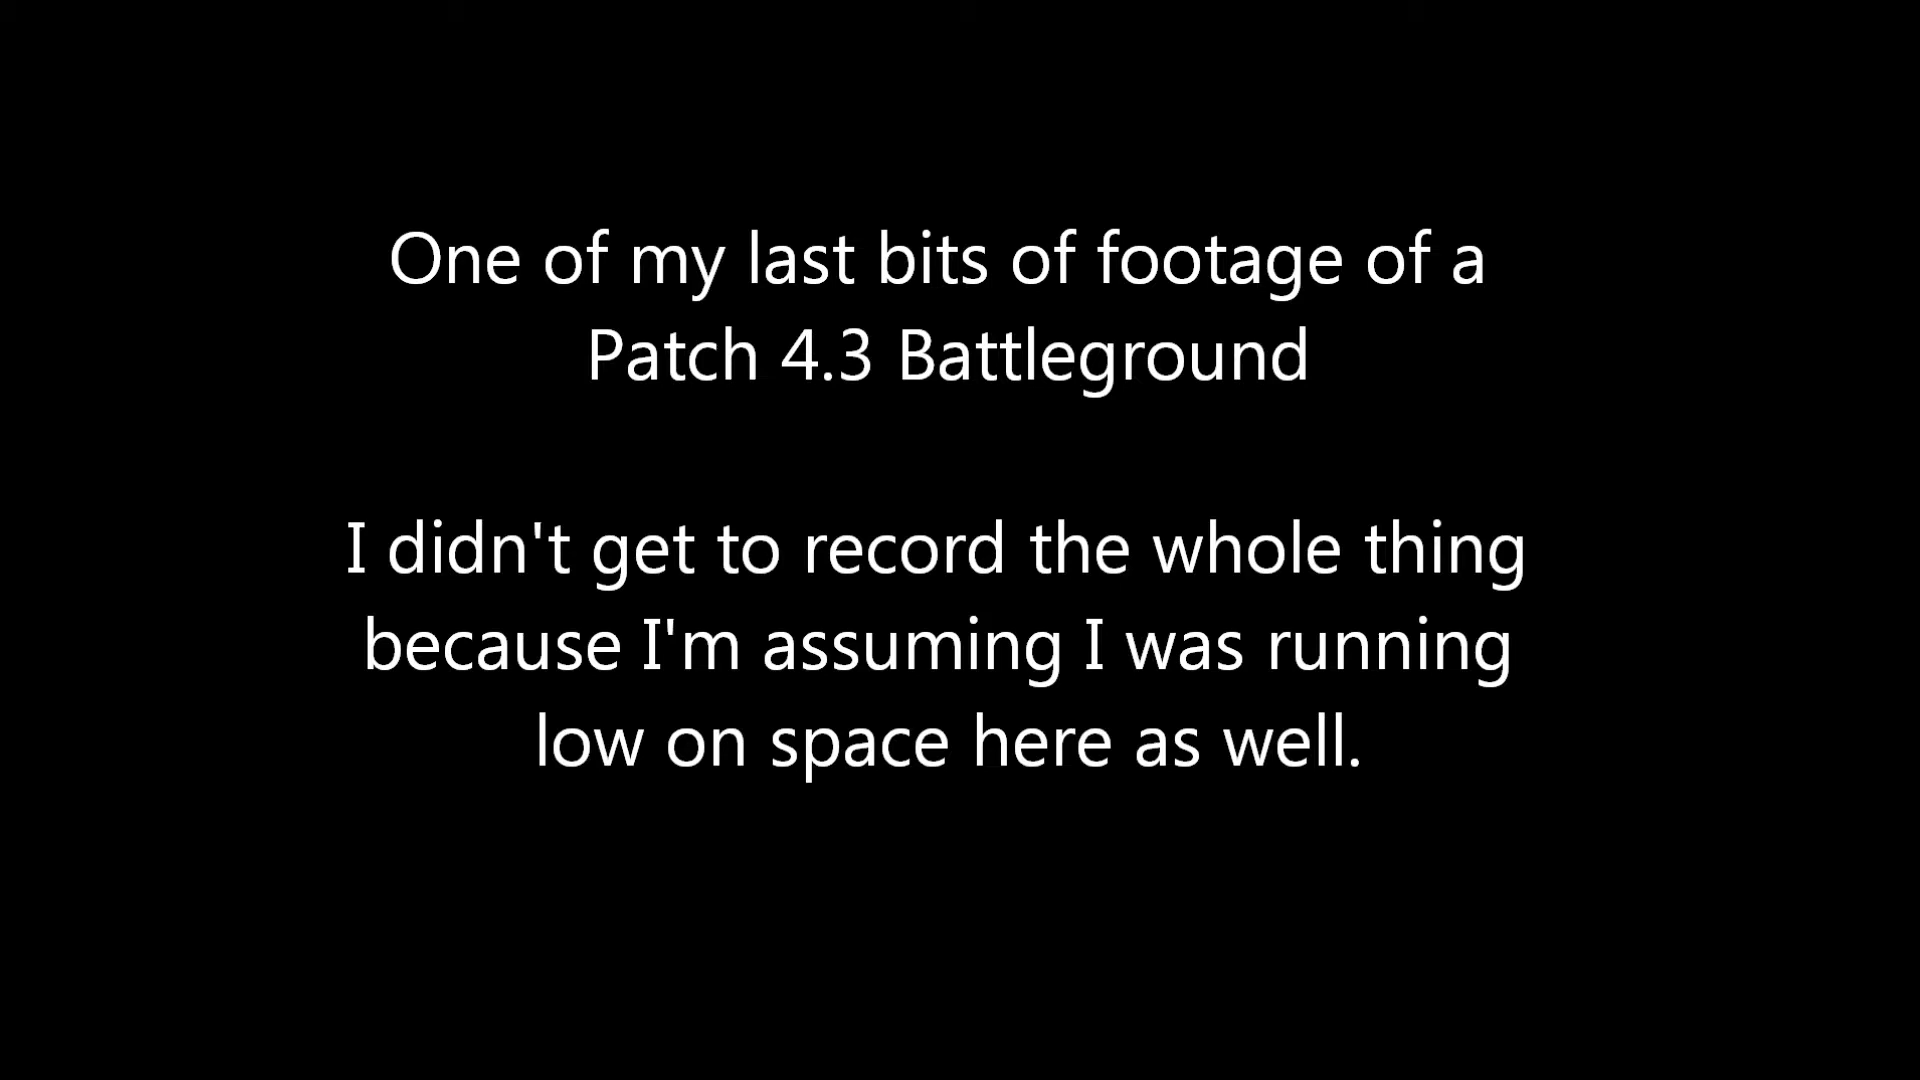 One of my last bits of footage of a
Patch 4.3 Battleground
I didn't get to record the whole thing
because I'm assuming I was running
low on space here as well.